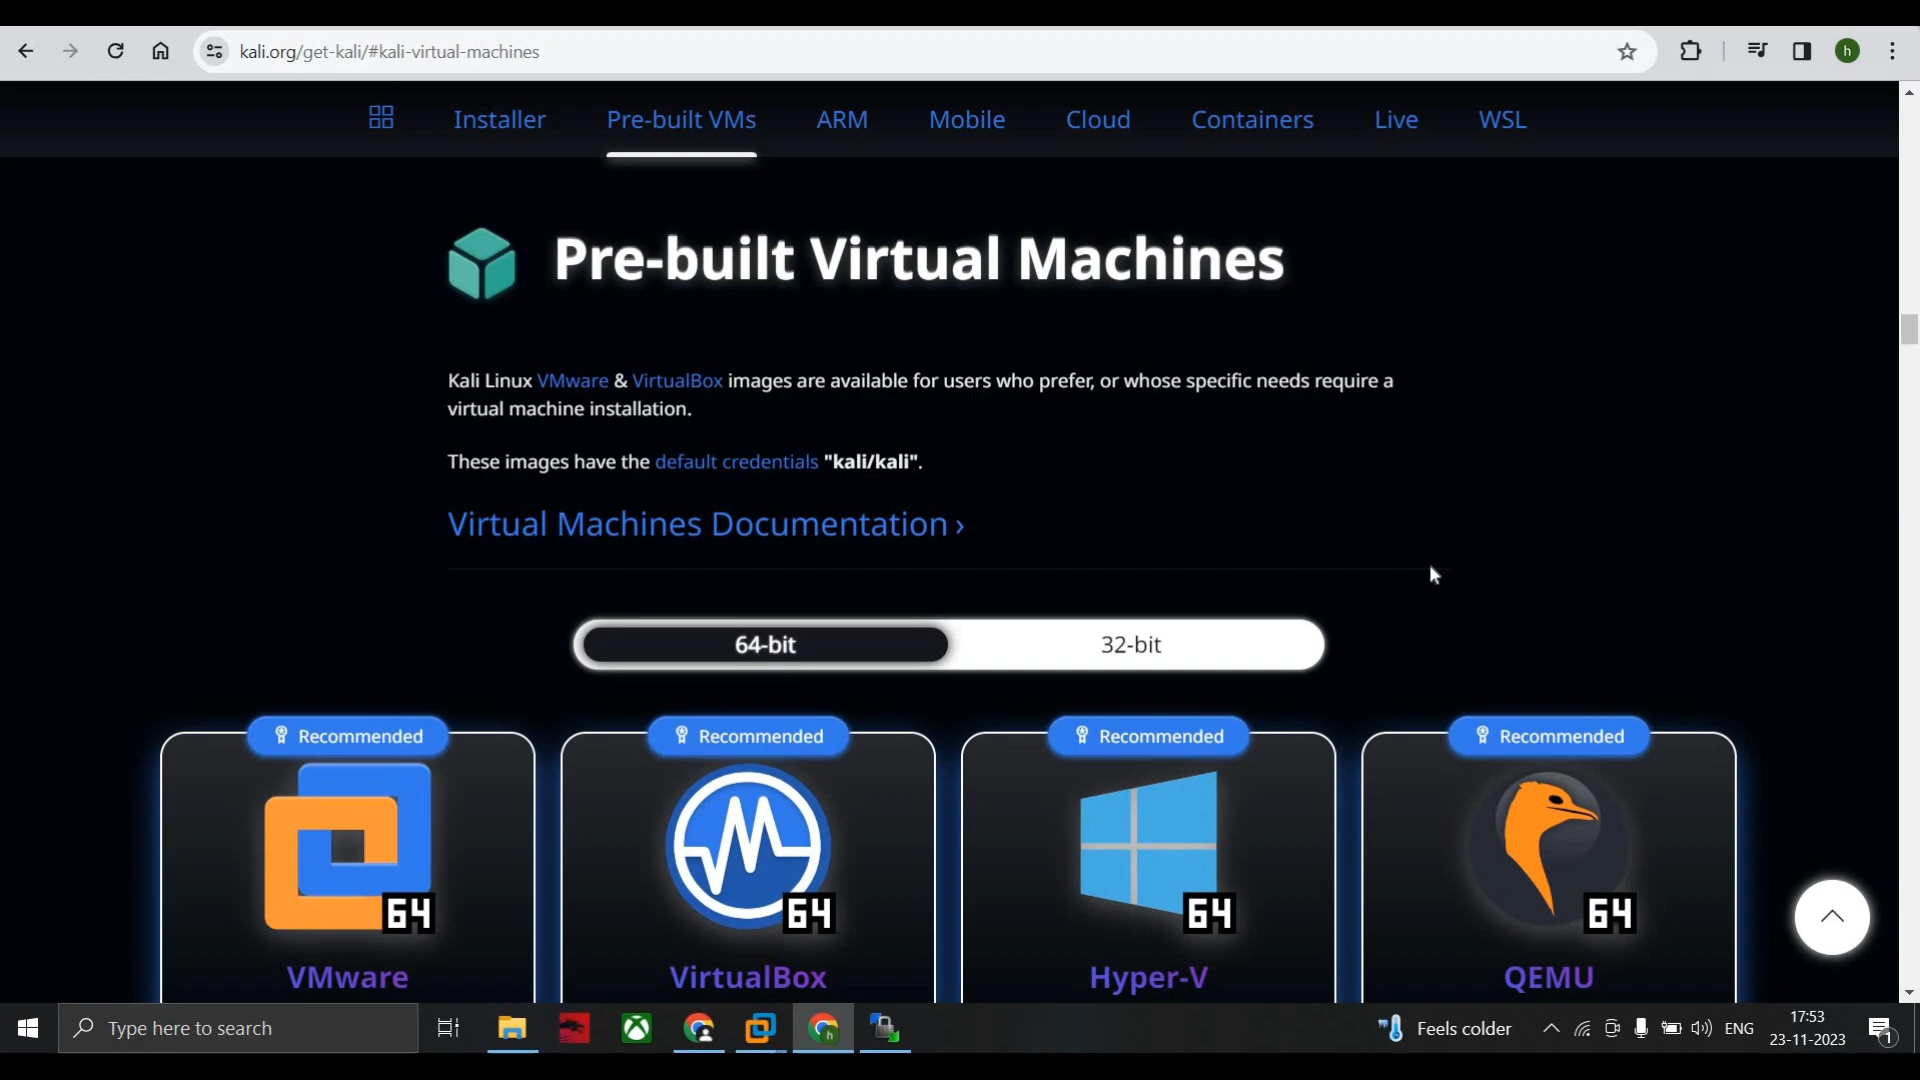 kali.org/get-kali/#kali-virtual-machines
h
Installer Pre-built VMs ARM Mobile Cloud Containers Live WSL
Pre-built Virtual Machines
Kali Linux VMware & VirtualBox images are available for users who prefer, or whose specific needs require a
virtual machine installation.
These images have the default credentials "kali/kali".
Virtual Machines Documentation ›
64-bit 32-bit
Recommended Recommended Recommended Recommended
64 64 64 64
VMware VirtualBox Hyper-V QEMU
Type here to search
h
Feels colder
ENG
17:53
23-11-2023
1